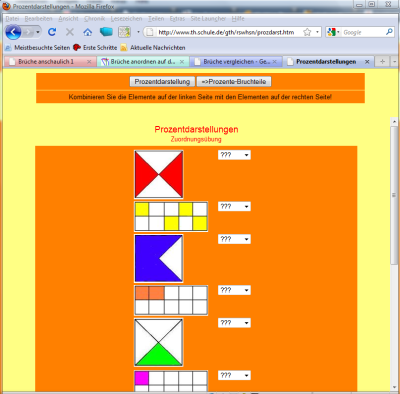 Prozentdarstellungen - Mozilla Firefox
Datei Bearbeiten Ansicht Chronik Lesezeichen Teilen Extras Site Launcher Hilfe
http://www.th.schule.de/gth/rswhsn/prozdarst.htm
Google
Meistbesuchte Seiten Erste Schritte Aktuelle Nachrichten
Brüche anschaulich 1 Brüche anordnen auf d... Brüche vergleichen - Ge... Prozentdarstellungen
Prozentdarstellung =>Prozente-Bruchteile
Kombinieren Sie die Elemente auf der linken Seite mit den Elementen auf der rechten Seite!
Prozentdarstellungen
Zuordnungsübung
???
???
???
???
???
???